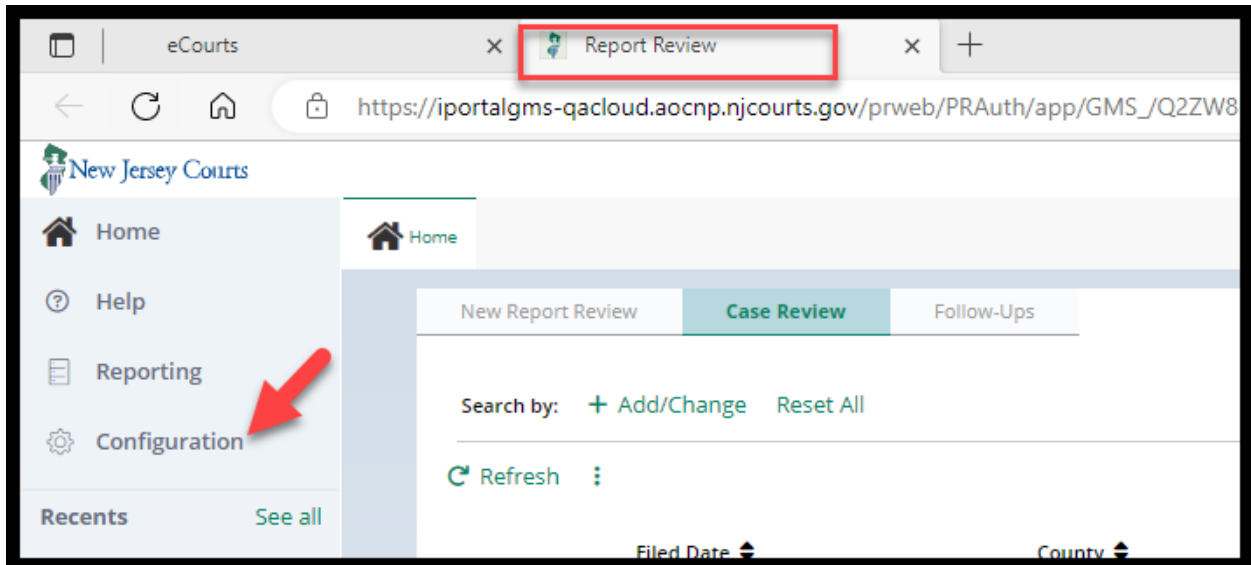 eCourts Report Review
https://iportalgms-qacloud.aocnp.njcourts.gov/prweb/PRAuth/app/GMS_/Q2ZW8
New Jersey Courts
Home
Home
Help
New Report Review Case Review Follow-Ups
Reporting
Search by: + Add/Change Reset All
Configuration
Refresh
Recents See all
Filed Date County